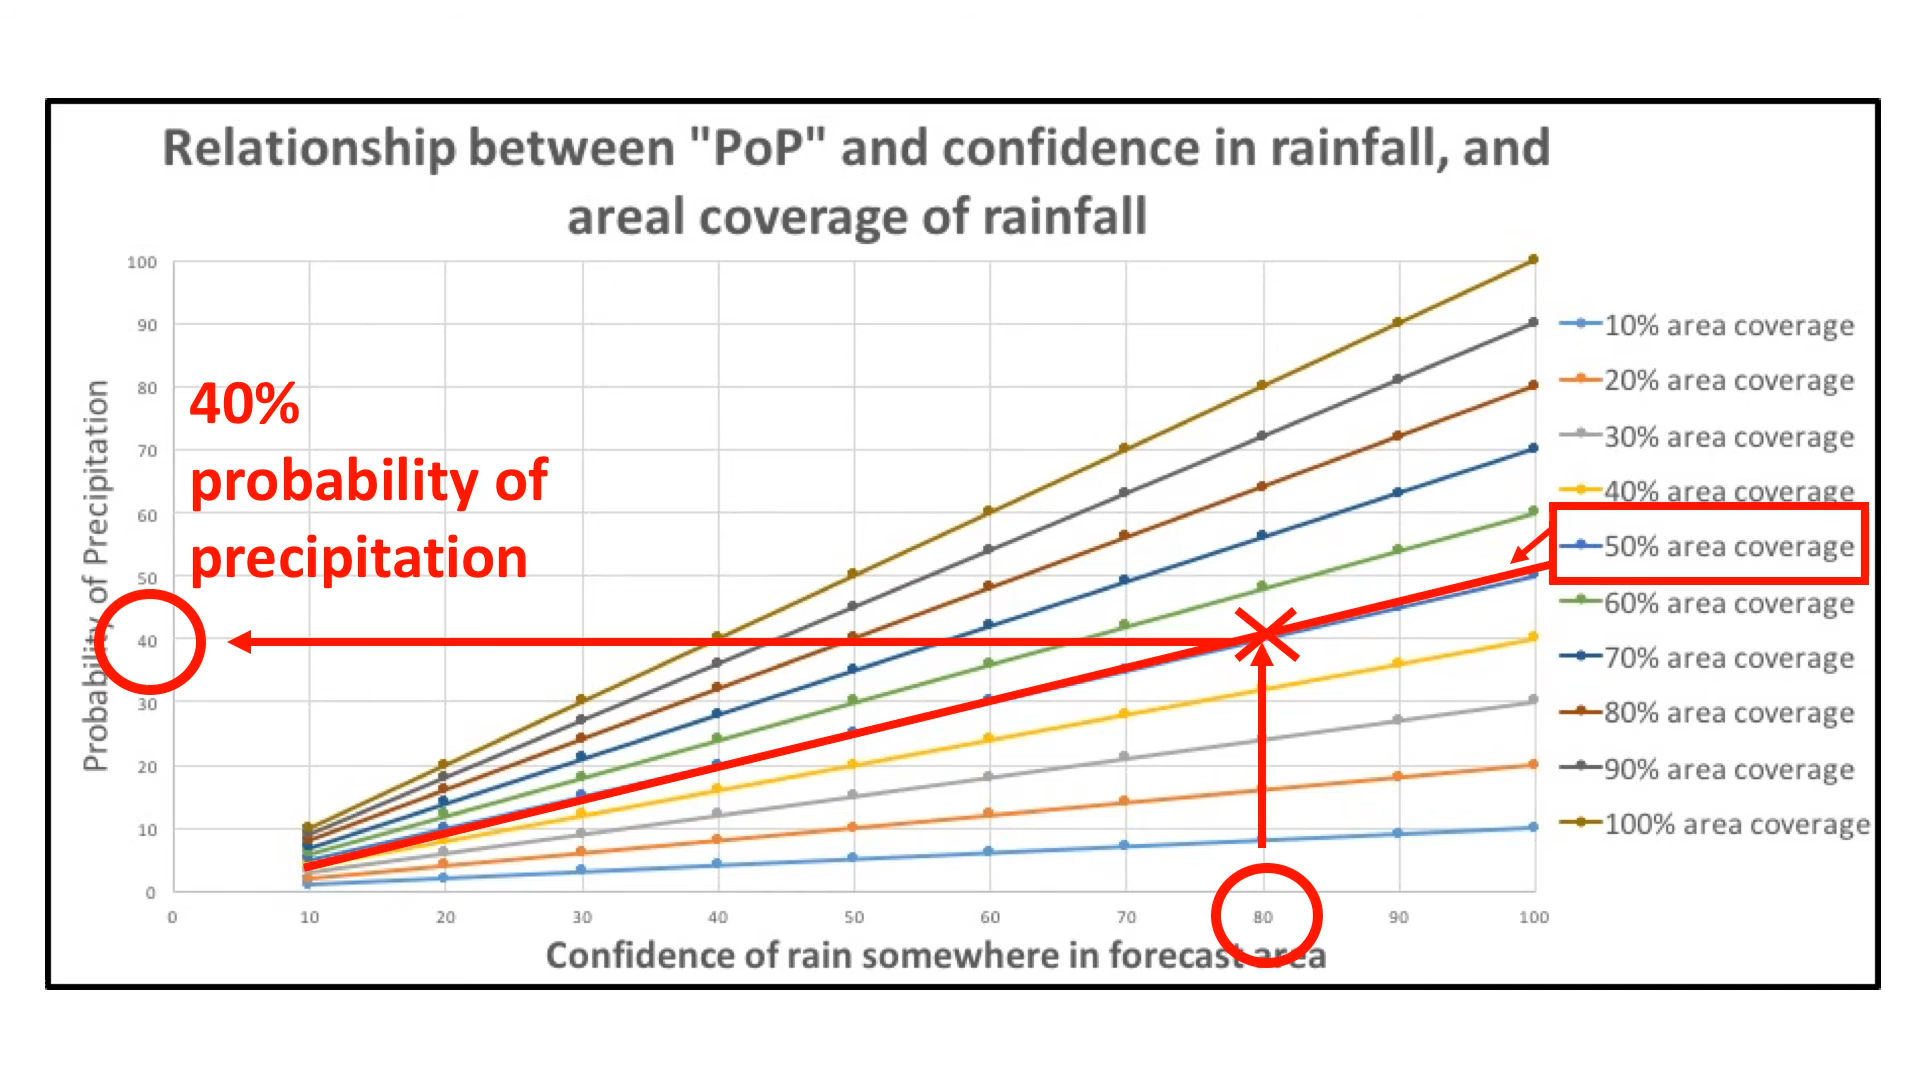 Relationship between "PoP" and confidence in rainfall, and
areal coverage of rainfall
100
90
80
70
60
50
40
30
20
10
0
Probability of Precipitation
40%
probability of
precipitation
0 10 20 30 40 50 60 70 80 90 100
Confidence of rain somewhere in forecast area
10% area coverage
20% area coverage
30% area coverage
40% area coverage
50% area coverage
60% area coverage
70% area coverage
80% area coverage
90% area coverage
100% area coverage